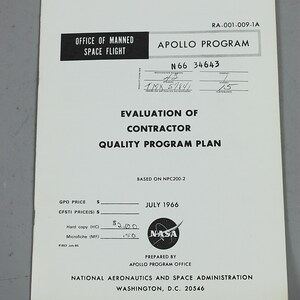 RA-001-009-1A
OFFICE OF MANNED
SPACE FLIGHT
APOLLO PROGRAM
N66 34643
EVALUATION OF
CONTRACTOR
QUALITY PROGRAM PLAN
BASED ON NPC200-2
GPO PRICE $
CFSTI PRICE(S) $
JULY 1966
Hard copy (HC)
Microfiche (MF)
NASA
PREPARED BY
APOLLO PROGRAM OFFICE
NATIONAL AERONAUTICS AND SPACE ADMINISTRATION
WASHINGTON, D.C. 20546